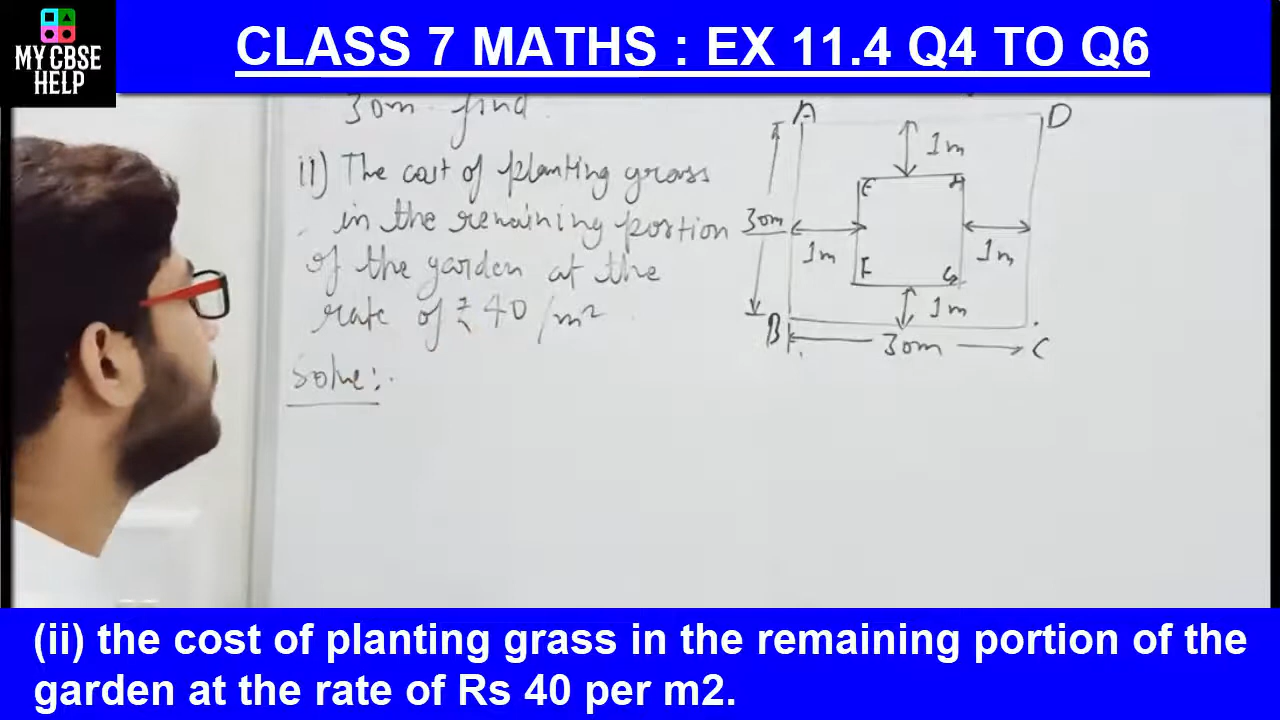 MY CBSE
HELP
CLASS 7 MATHS : EX 11.4 Q4 TO Q6
30m find
ii) The cost of planting grass
in the remaining portion
of the garden at the
rate of ₹ 40 /m²
Solve:
A
D
1m
E
H
30m
1m
1m
F
G
1m
B
30m
C
(ii) the cost of planting grass in the remaining portion of the
garden at the rate of Rs 40 per m2.